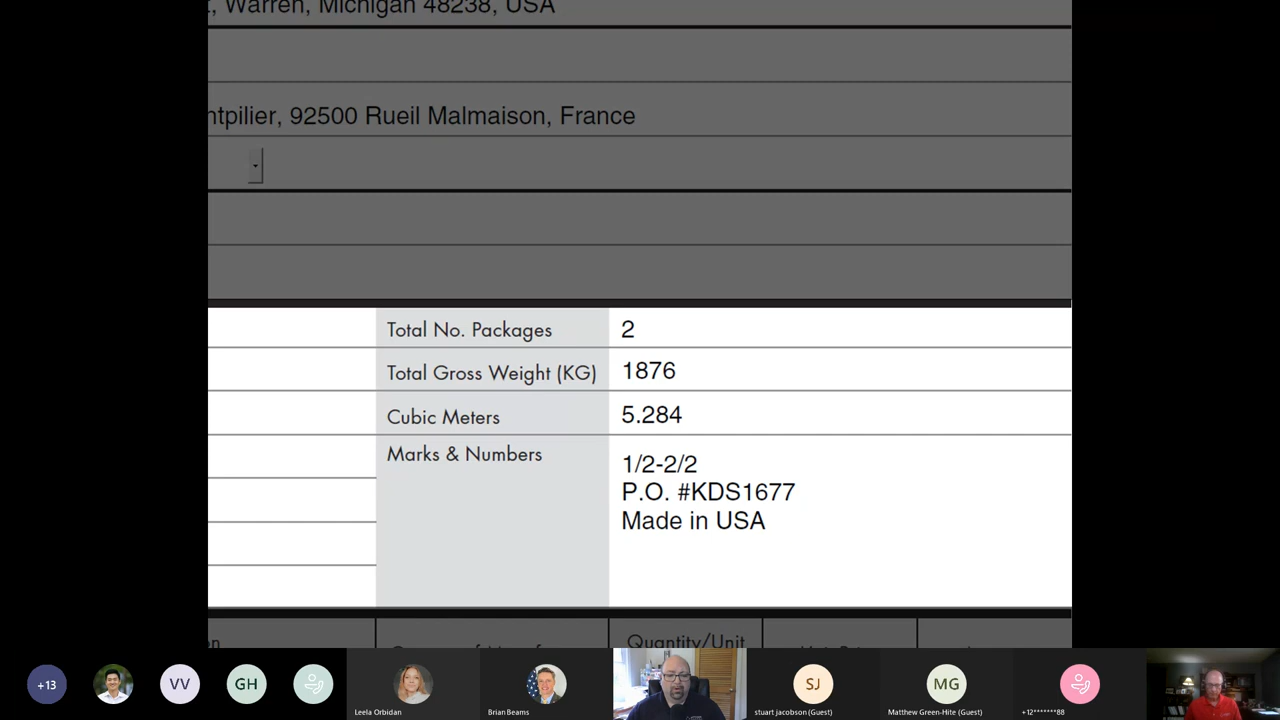 , Warren, Michigan 48238, USA
ntpilier, 92500 Rueil Malmaison, France
Total No. Packages 2
Total Gross Weight (KG) 1876
Cubic Meters 5.284
Marks & Numbers
1/2-2/2
P.O. #KDS1677
Made in USA
Quantity/Unit
+13
VV
GH
Leela Orbidan
Brian Beams
SJ
stuart jacobson (Guest)
MG
Matthew Green-Hite (Guest)
+12*******88